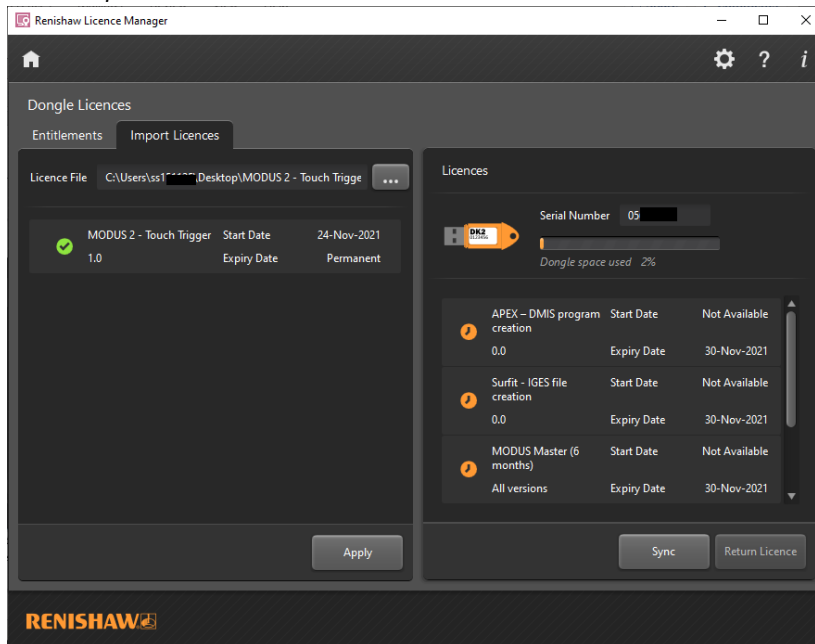 Renishaw Licence Manager
Dongle Licences
Entitlements Import Licences
Licence File C:\Users\ss1 \Desktop\MODUS 2 - Touch Trigge ...
MODUS 2 - Touch Trigger Start Date 24-Nov-2021
1.0 Expiry Date Permanent
Apply
Licences
DK2
Serial Number 05
Dongle space used 2%
APEX – DMIS program creation Start Date Not Available
0.0 Expiry Date 30-Nov-2021
Surfit - IGES file creation Start Date Not Available
0.0 Expiry Date 30-Nov-2021
MODUS Master (6 months) Start Date Not Available
All versions Expiry Date 30-Nov-2021
Sync Return Licence
RENISHAW